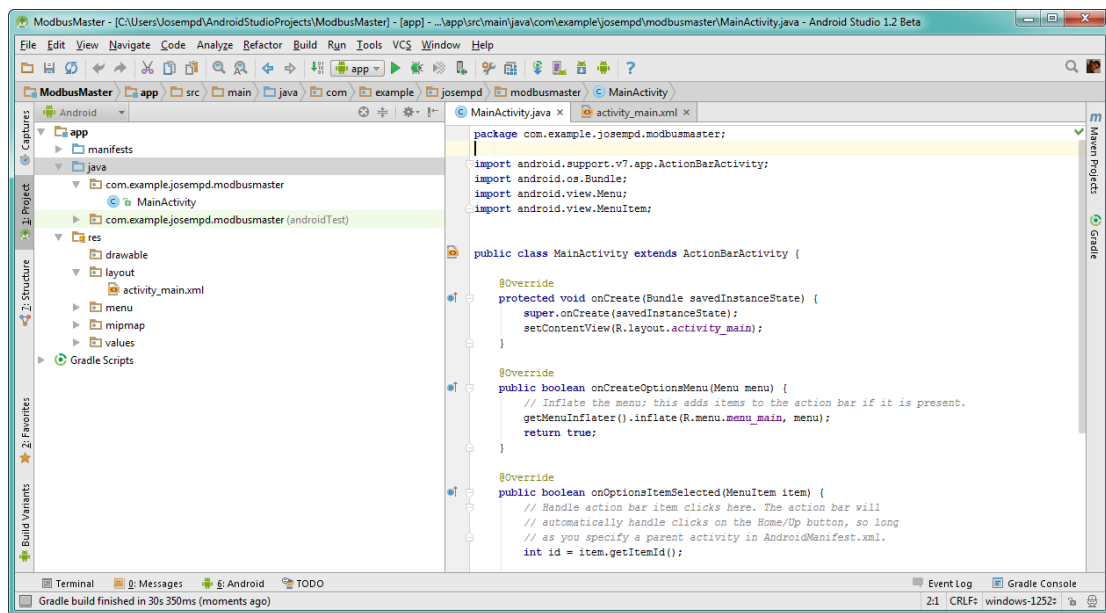 ModbusMaster - [C:\Users\Josempd\AndroidStudioProjects\ModbusMaster] - [app] - ...\app\src\main\java\com\example\josempd\modbusmaster\MainActivity.java - Android Studio 1.2 Beta
File Edit View Navigate Code Analyze Refactor Build Run Tools VCS Window Help
app
ModbusMaster app src main java com example josempd modbusmaster MainActivity
Android
MainActivity.java activity_main.xml
Captures
1: Project
Z: Structure
2: Favorites
Build Variants
app
manifests
java
com.example.josempd.modbusmaster
MainActivity
com.example.josempd.modbusmaster (androidTest)
res
drawable
layout
activity_main.xml
menu
mipmap
values
Gradle Scripts
package com.example.josempd.modbusmaster;
import android.support.v7.app.ActionBarActivity;
import android.os.Bundle;
import android.view.Menu;
import android.view.MenuItem;
public class MainActivity extends ActionBarActivity {
@Override
protected void onCreate(Bundle savedInstanceState) {
super.onCreate(savedInstanceState);
setContentView(R.layout.activity_main);
}
@Override
public boolean onCreateOptionsMenu(Menu menu) {
// Inflate the menu; this adds items to the action bar if it is present.
getMenuInflater().inflate(R.menu.menu_main, menu);
return true;
}
@Override
public boolean onOptionsItemSelected(MenuItem item) {
// Handle action bar item clicks here. The action bar will
// automatically handle clicks on the Home/Up button, so long
// as you specify a parent activity in AndroidManifest.xml.
int id = item.getItemId();
m
Maven Projects
Gradle
Terminal 0: Messages 6: Android TODO Event Log Gradle Console
Gradle build finished in 30s 350ms (moments ago) 2:1 CRLF windows-1252